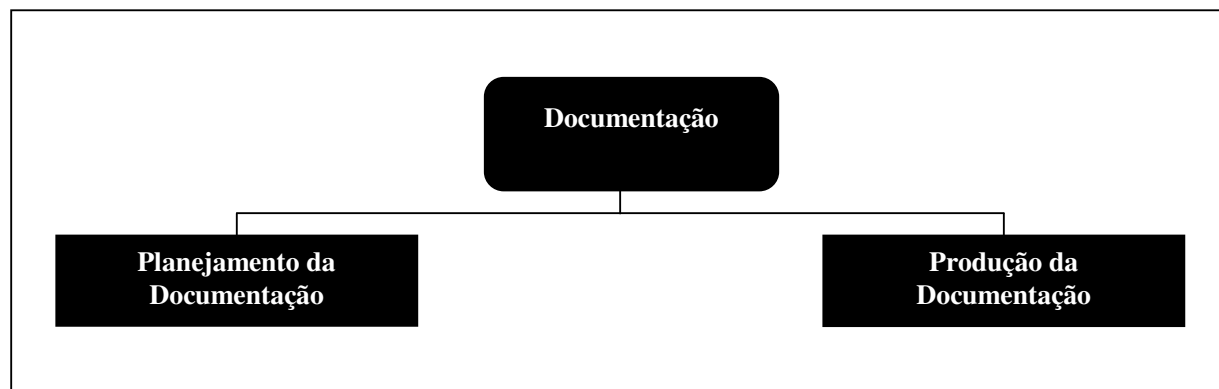 Documentação
Planejamento da
Documentação
Produção da
Documentação